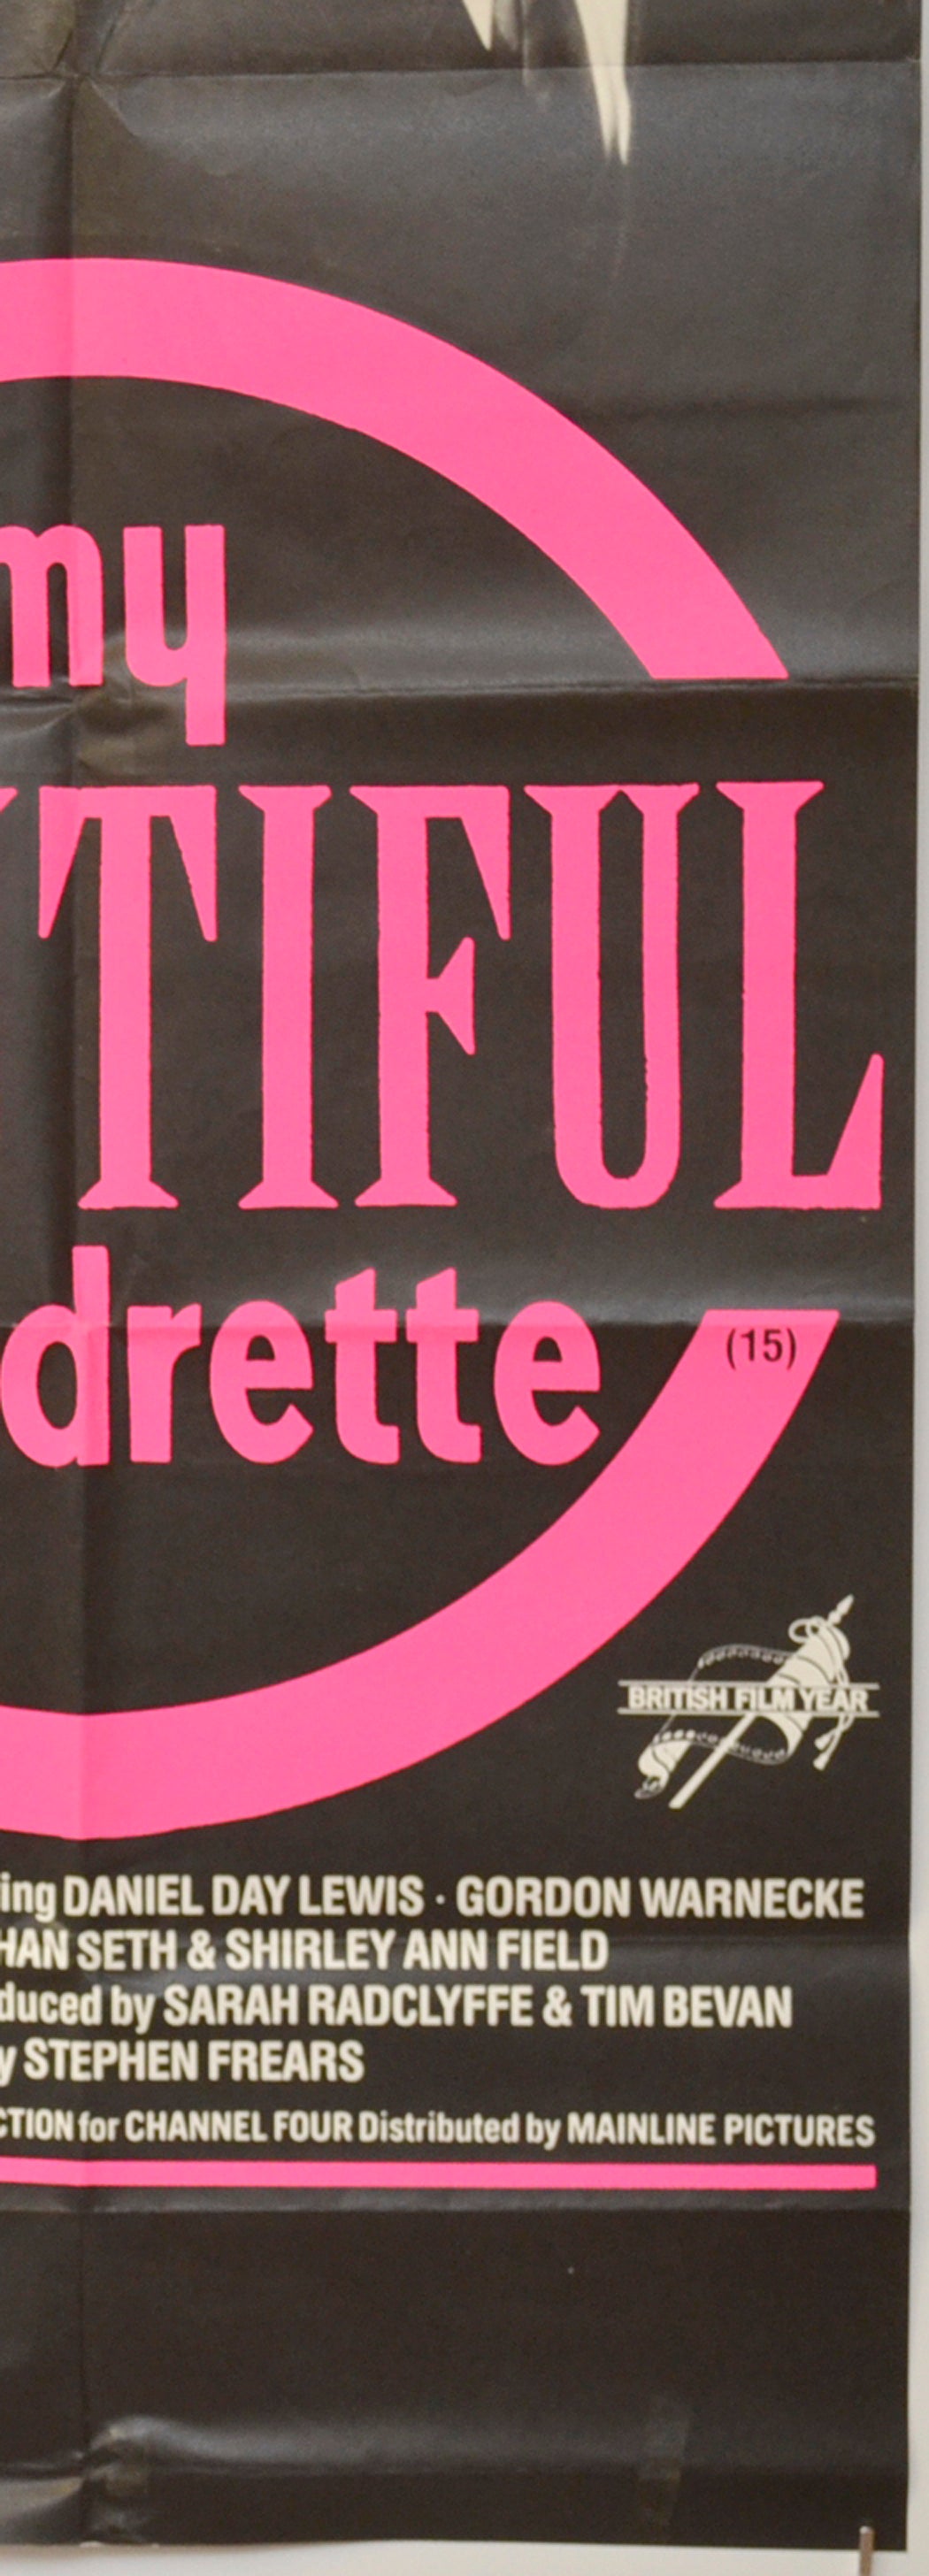 my
TIFUL
drette
(15)
BRITISH FILM YEAR
ing DANIEL DAY LEWIS · GORDON WARNECKE
HAN SETH & SHIRLEY ANN FIELD
duced by SARAH RADCLYFFE & TIM BEVAN
y STEPHEN FREARS
CTION for CHANNEL FOUR Distributed by MAINLINE PICTURES